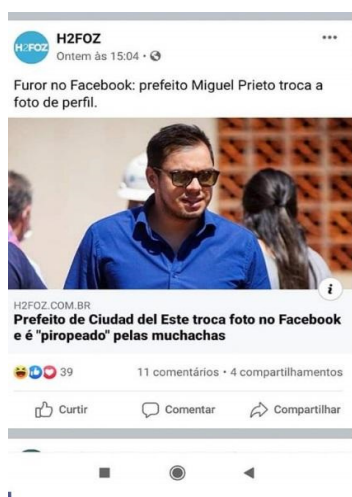 H2FOZ
H2FOZ
Ontem às 15:04 ·
Furor no Facebook: prefeito Miguel Prieto troca a
foto de perfil.
i
H2FOZ.COM.BR
Prefeito de Ciudad del Este troca foto no Facebook
e é "piropeado" pelas muchachas
39
11 comentários • 4 compartilhamentos
Curtir
Comentar
Compartilhar